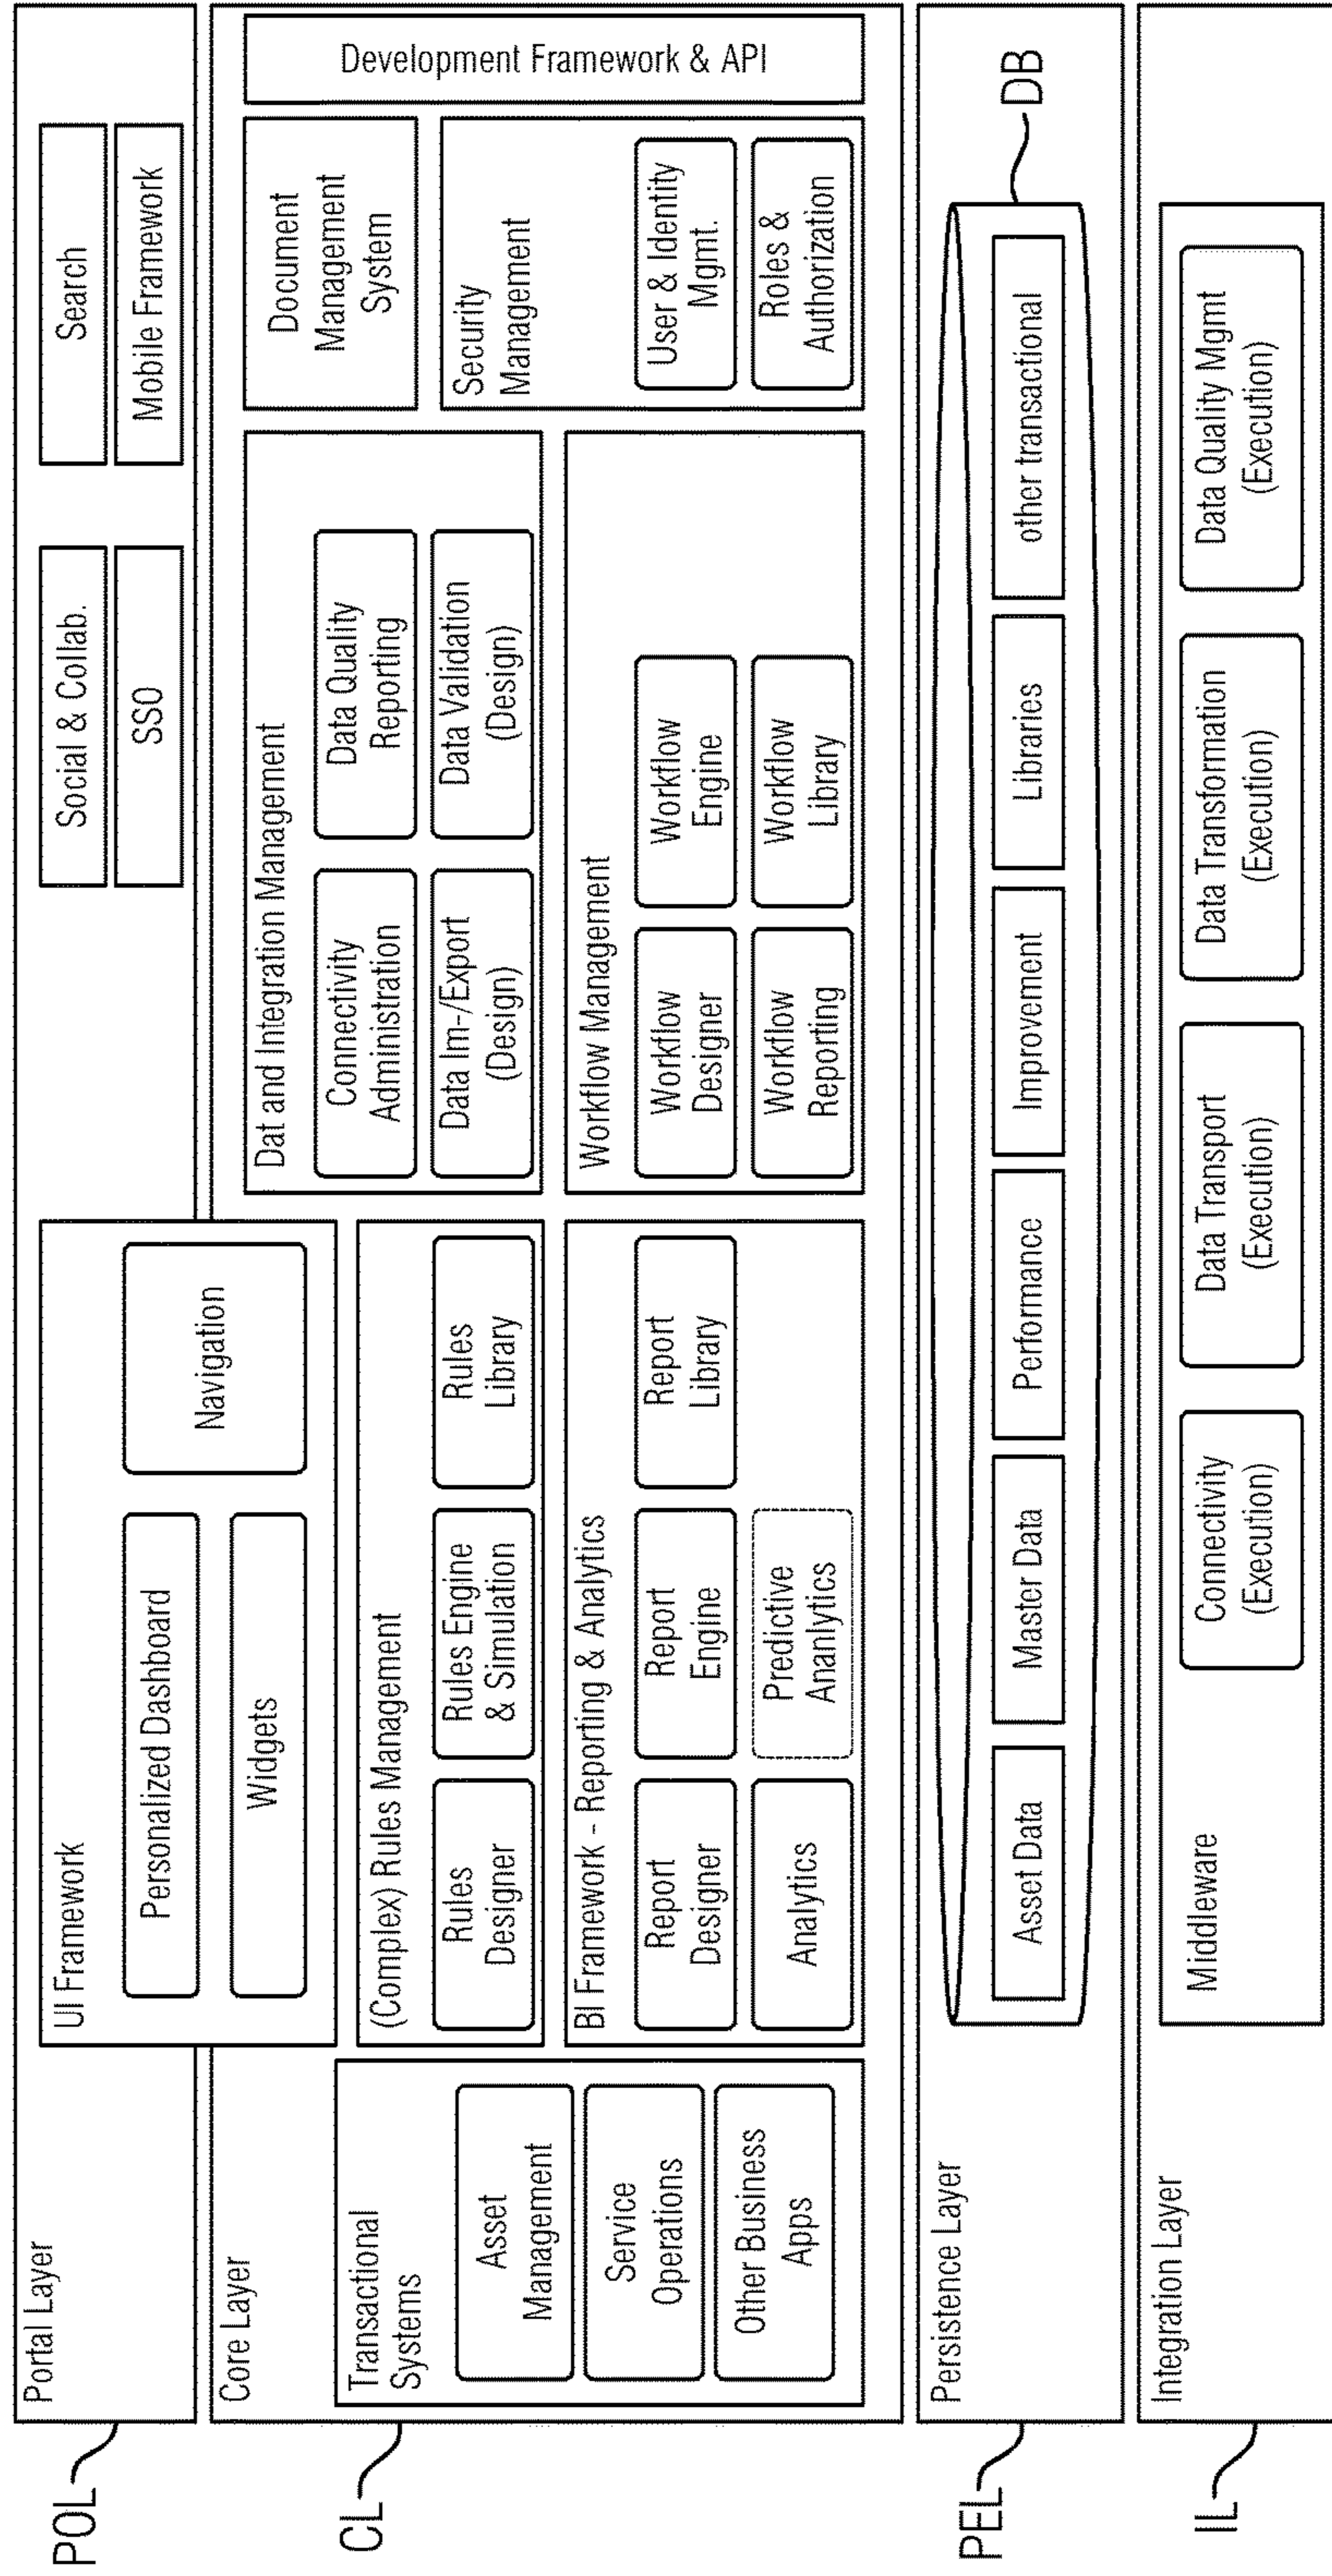 POL
Portal Layer
UI Framework
Personalized Dashboard
Widgets
Navigation
Social & Collab.
SSO
Search
Mobile Framework
CL
Core Layer
Transactional
Systems
Asset
Management
Service
Operations
Other Business
Apps
(Complex) Rules Management
Rules
Designer
Rules Engine
& Simulation
Rules
Library
BI Framework - Reporting & Analytics
Report
Designer
Report
Engine
Report
Library
Analytics
Predictive
Ananlytics
Dat and Integration Management
Connectivity
Administration
Data Quality
Reporting
Data Im-/Export
(Design)
Data Validation
(Design)
Workflow Management
Workflow
Designer
Workflow
Engine
Workflow
Reporting
Workflow
Library
Document
Management
System
Security
Management
User & Identity
Mgmt.
Roles &
Authorization
Development Framework & API
PEL
Persistence Layer
Asset Data
Master Data
Performance
Improvement
Libraries
other transactional
DB
IL
Integration Layer
Middleware
Connectivity
(Execution)
Data Transport
(Execution)
Data Transformation
(Execution)
Data Quality Mgmt
(Execution)